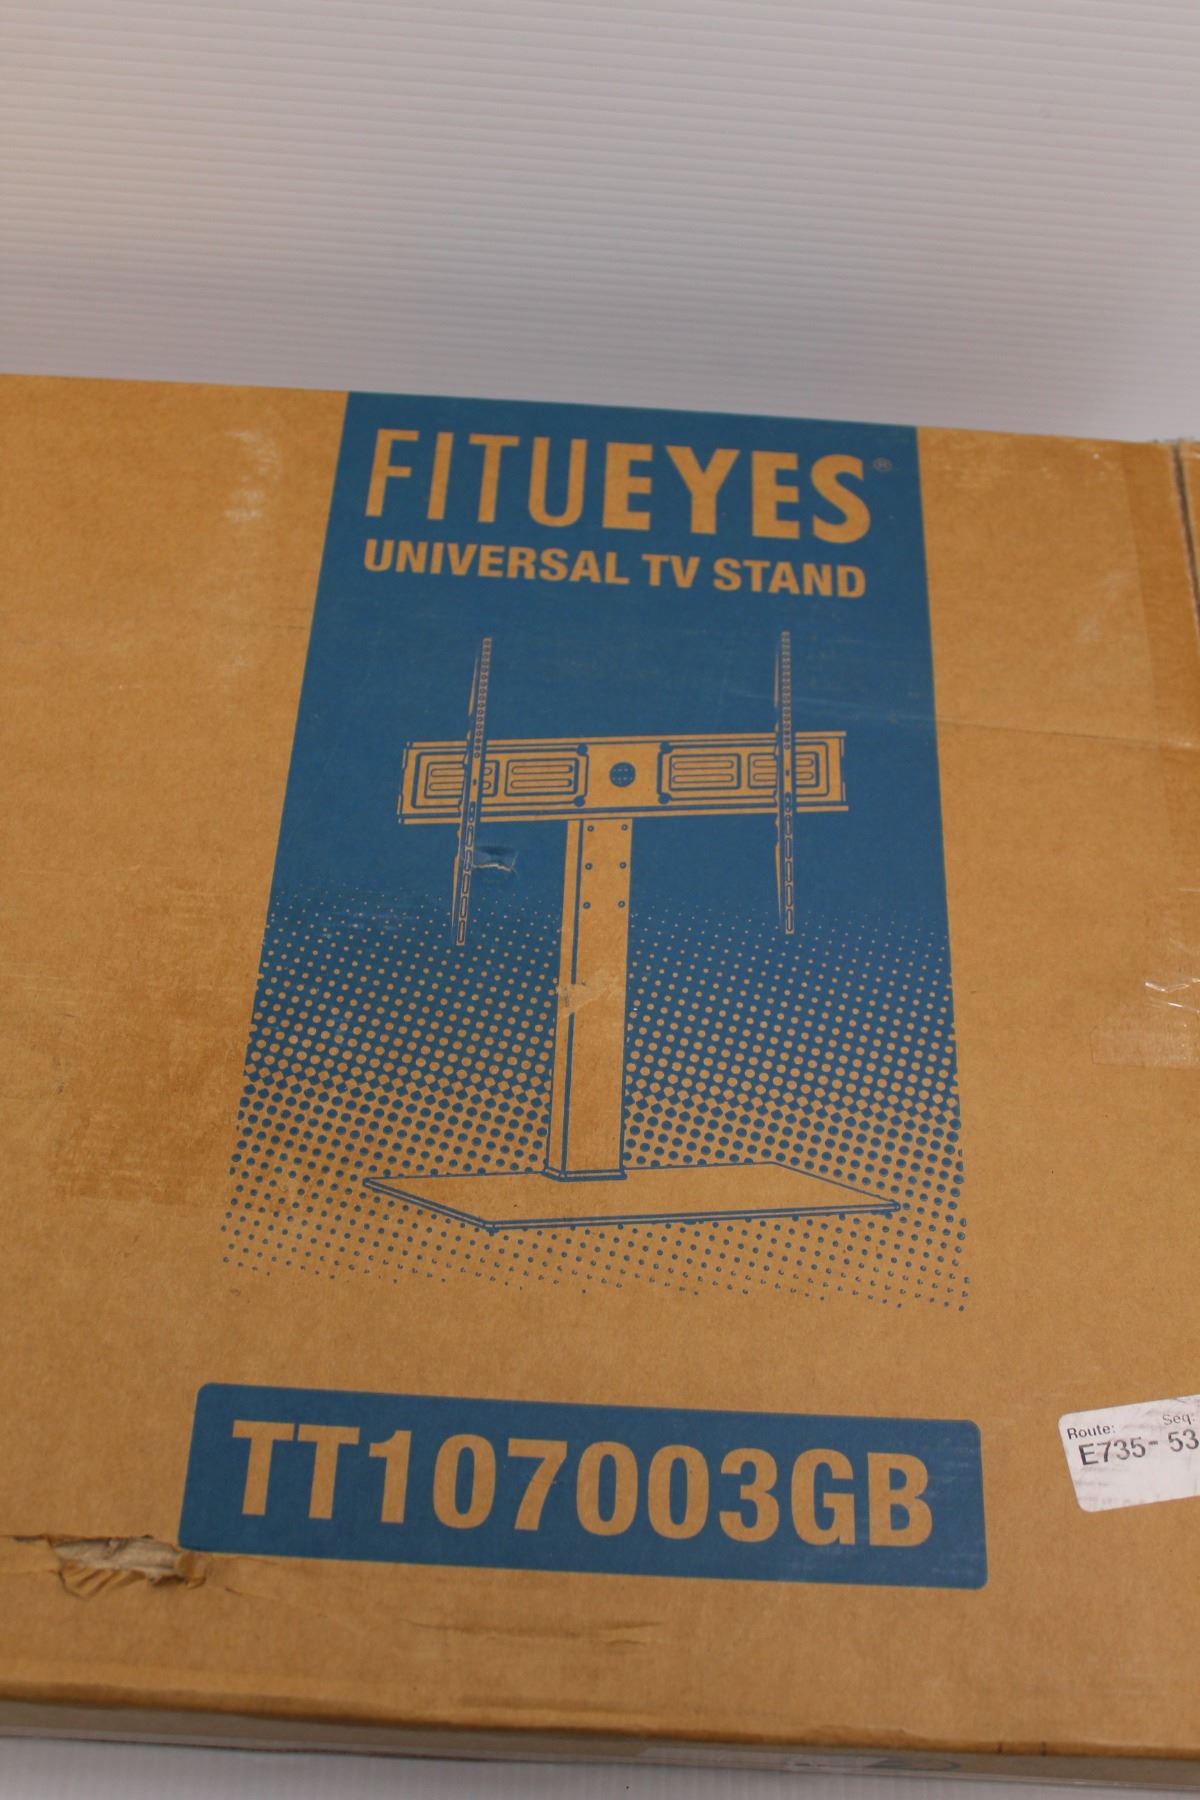 FITUEYES®
UNIVERSAL TV STAND
TT107003GB
Route: Seq:
E735- 53